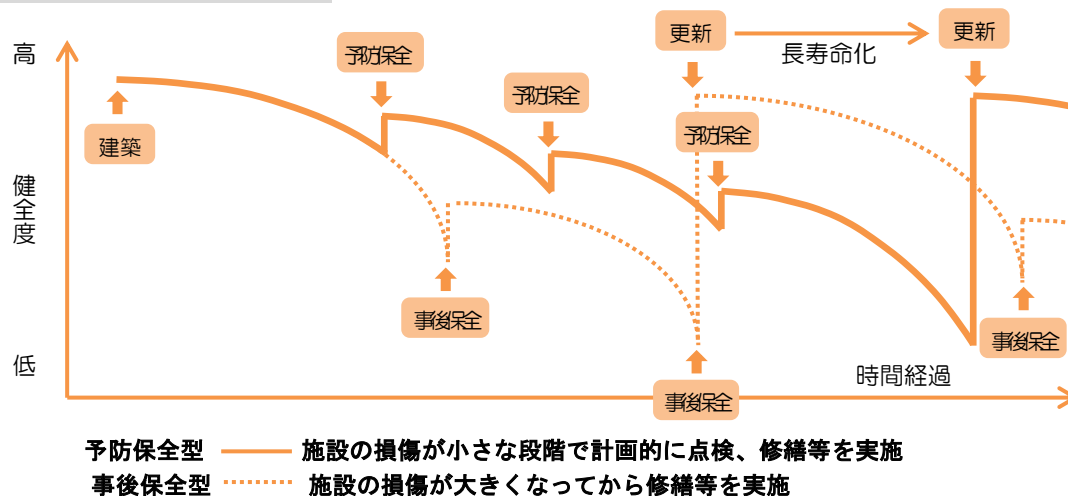 高
健全度
低
建築
予防保全
予防保全
予防保全
更新
長寿命化
更新
事後保全
事後保全
事後保全
時間経過
予防保全型 施設の損傷が小さな段階で計画的に点検、修繕等を実施
事後保全型 施設の損傷が大きくなってから修繕等を実施